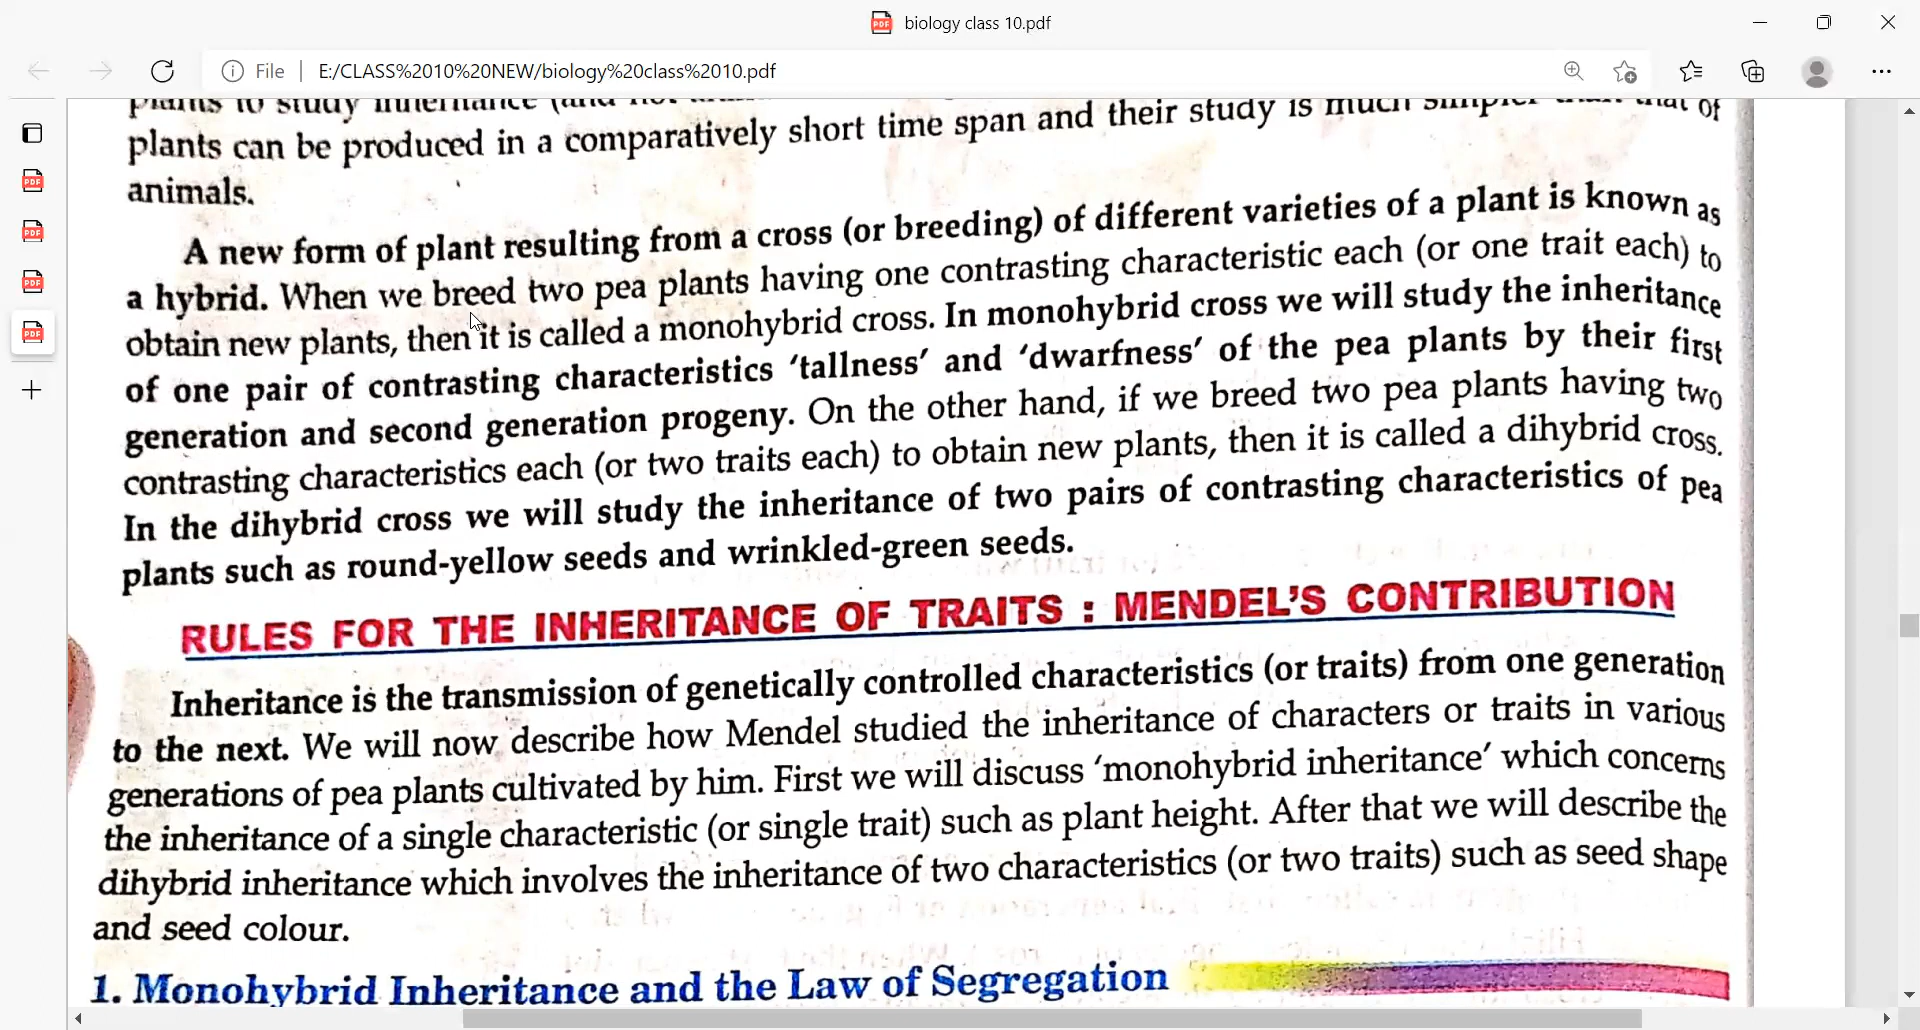 biology class 10.pdf
File | E:/CLASS%2010%20NEW/biology%20class%2010.pdf
plants to study inheritance (and not that of
plants can be produced in a comparatively short time span and their study is much simpler than
animals.
A new form of plant resulting from a cross (or breeding) of different varieties of a plant is known as
a hybrid. When we breed two pea plants having one contrasting characteristic each (or one trait each) to
obtain new plants, then it is called a monohybrid cross. In monohybrid cross we will study the inheritance
of one pair of contrasting characteristics ‘tallness’ and ‘dwarfness’ of the pea plants by their first
generation and second generation progeny. On the other hand, if we breed two pea plants having two
contrasting characteristics each (or two traits each) to obtain new plants, then it is called a dihybrid cross.
In the dihybrid cross we will study the inheritance of two pairs of contrasting characteristics of pea
plants such as round-yellow seeds and wrinkled-green seeds.
RULES FOR THE INHERITANCE OF TRAITS : MENDEL’S CONTRIBUTION
Inheritance is the transmission of genetically controlled characteristics (or traits) from one generation
to the next. We will now describe how Mendel studied the inheritance of characters or traits in various
generations of pea plants cultivated by him. First we will discuss ‘monohybrid inheritance’ which concerns
the inheritance of a single characteristic (or single trait) such as plant height. After that we will describe the
dihybrid inheritance which involves the inheritance of two characteristics (or two traits) such as seed shape
and seed colour.
1. Monohybrid Inheritance and the Law of Segregation